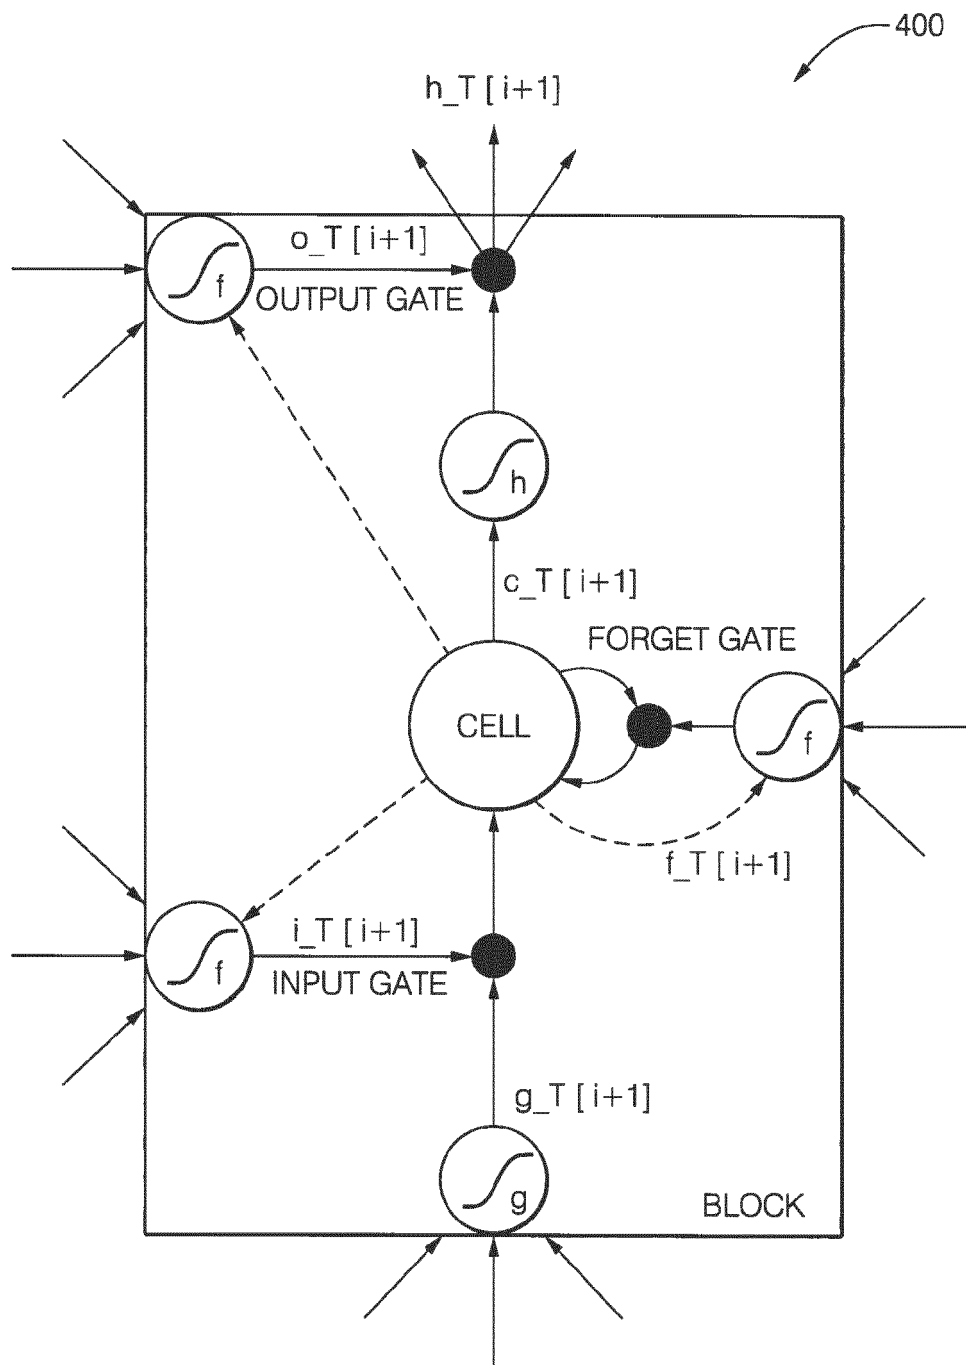 400
h_T [ i+1]
o_T [ i+1]
f
OUTPUT GATE
h
c_T [ i+1]
FORGET GATE
CELL
f
f_T [ i+1]
i_T [ i+1]
f
INPUT GATE
g_T [ i+1]
g
BLOCK